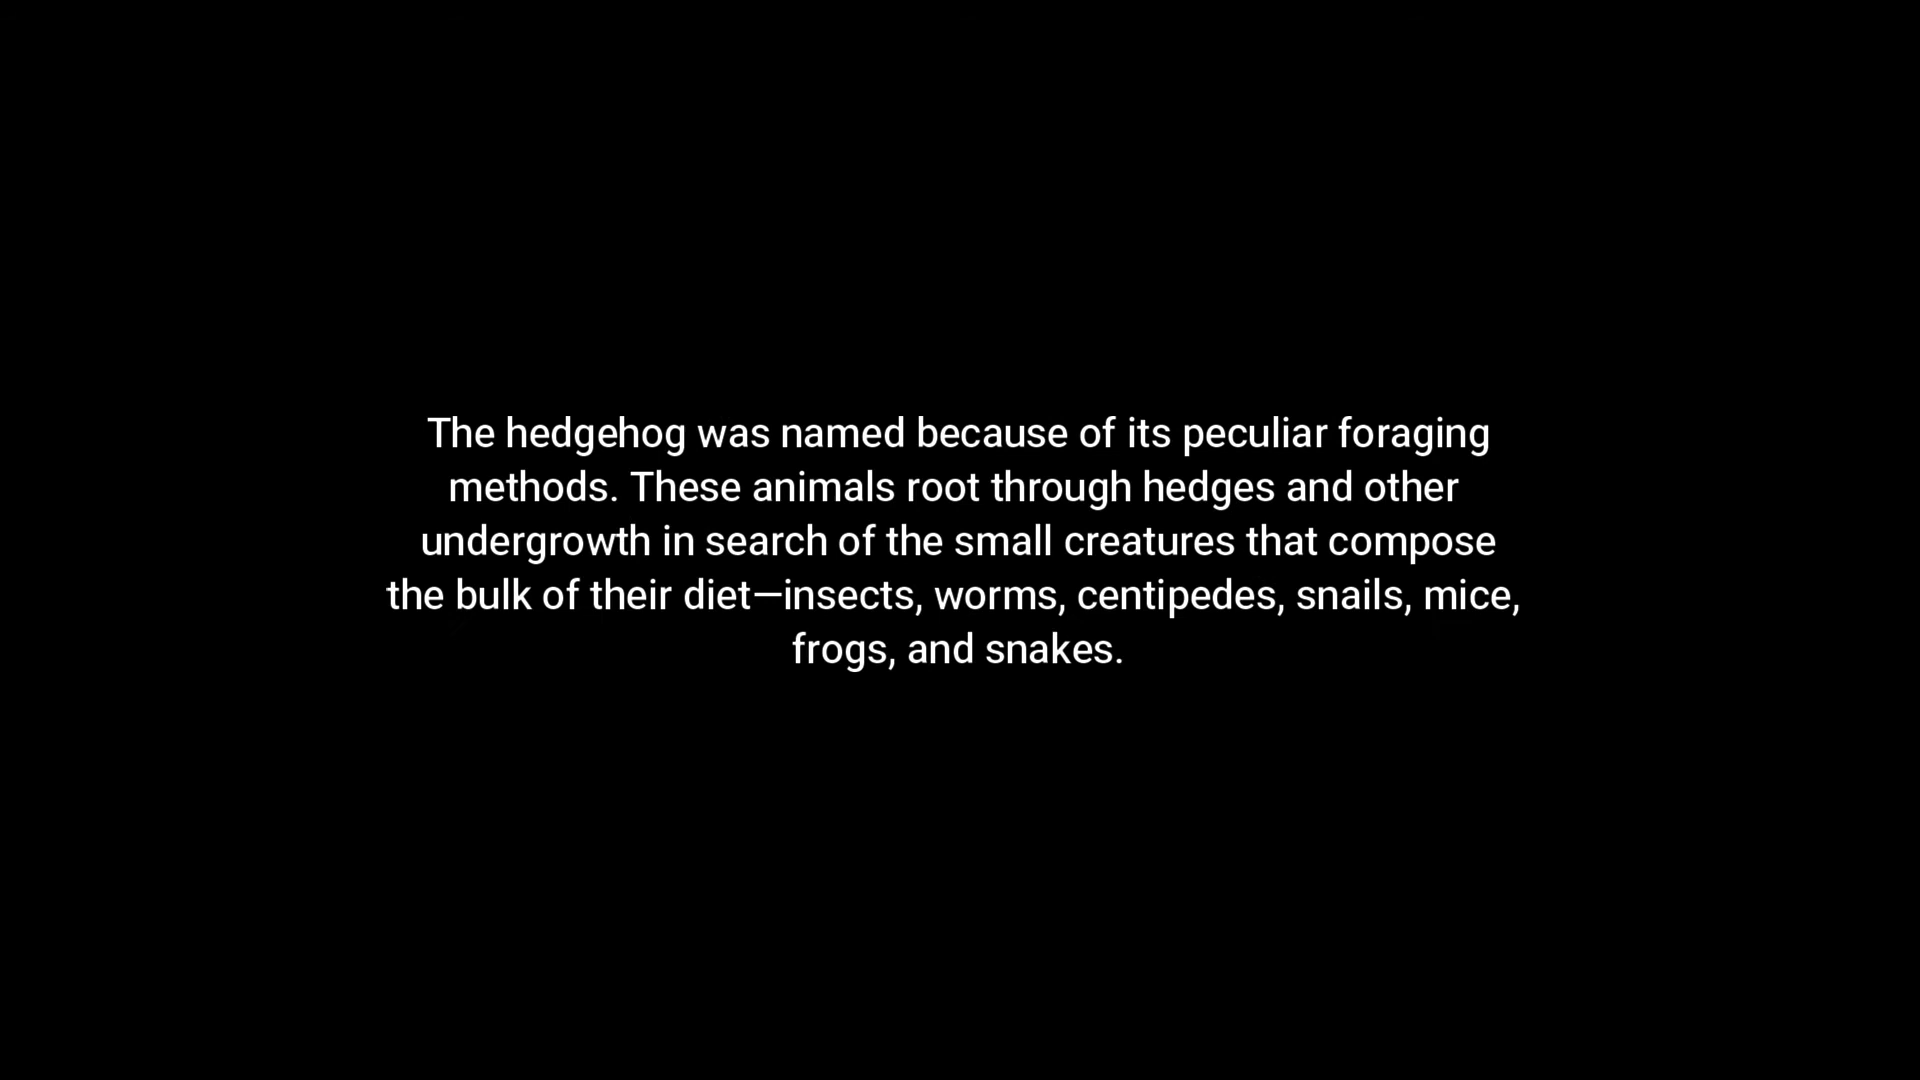 The hedgehog was named because of its peculiar foraging
methods. These animals root through hedges and other
undergrowth in search of the small creatures that compose
the bulk of their diet—insects, worms, centipedes, snails, mice,
frogs, and snakes.